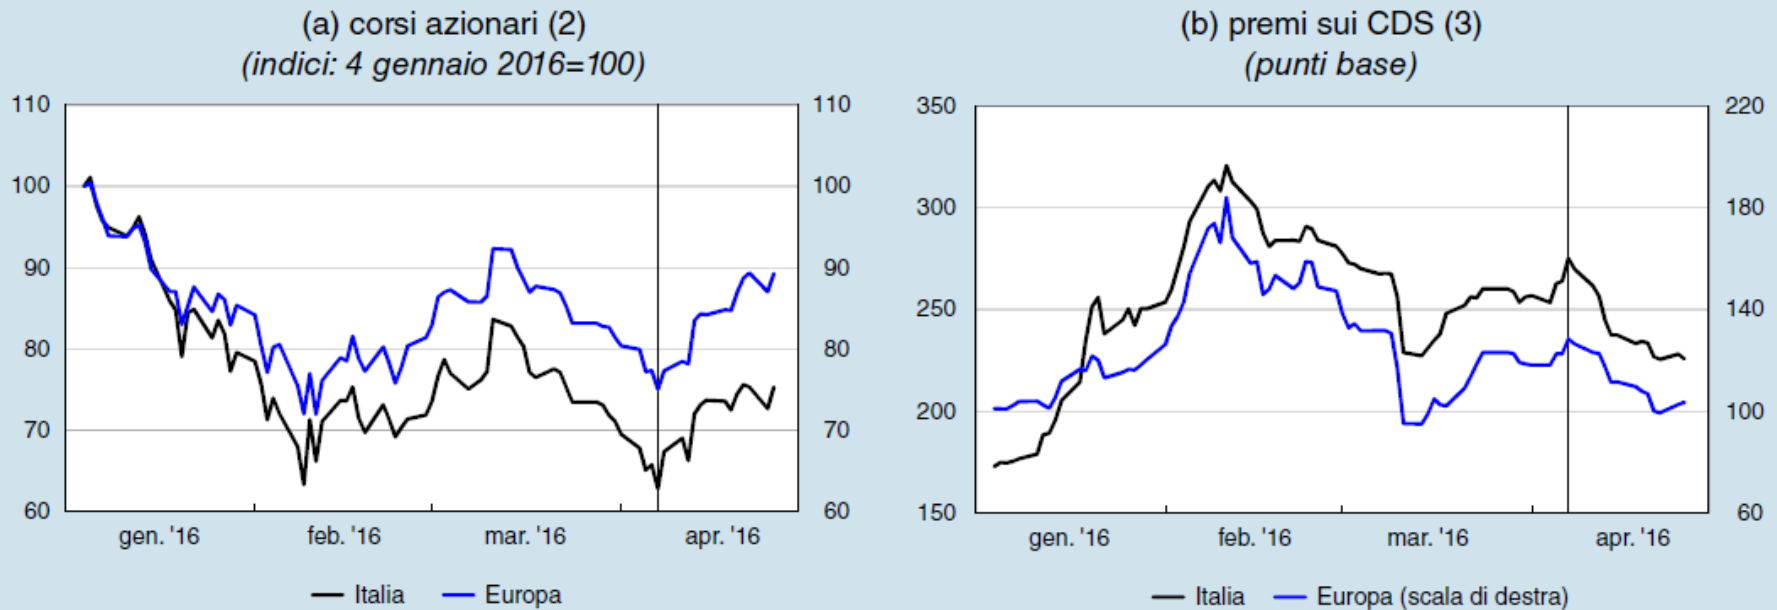 (a) corsi azionari (2)
(indici: 4 gennaio 2016=100)
110 110
100 100
90 90
80 80
70 70
60 60
gen. '16 feb. '16 mar. '16 apr. '16
Italia Europa
(b) premi sui CDS (3)
(punti base)
350 220
300 180
250 140
200 100
150 60
gen. '16 feb. '16 mar. '16 apr. '16
Italia Europa (scala di destra)